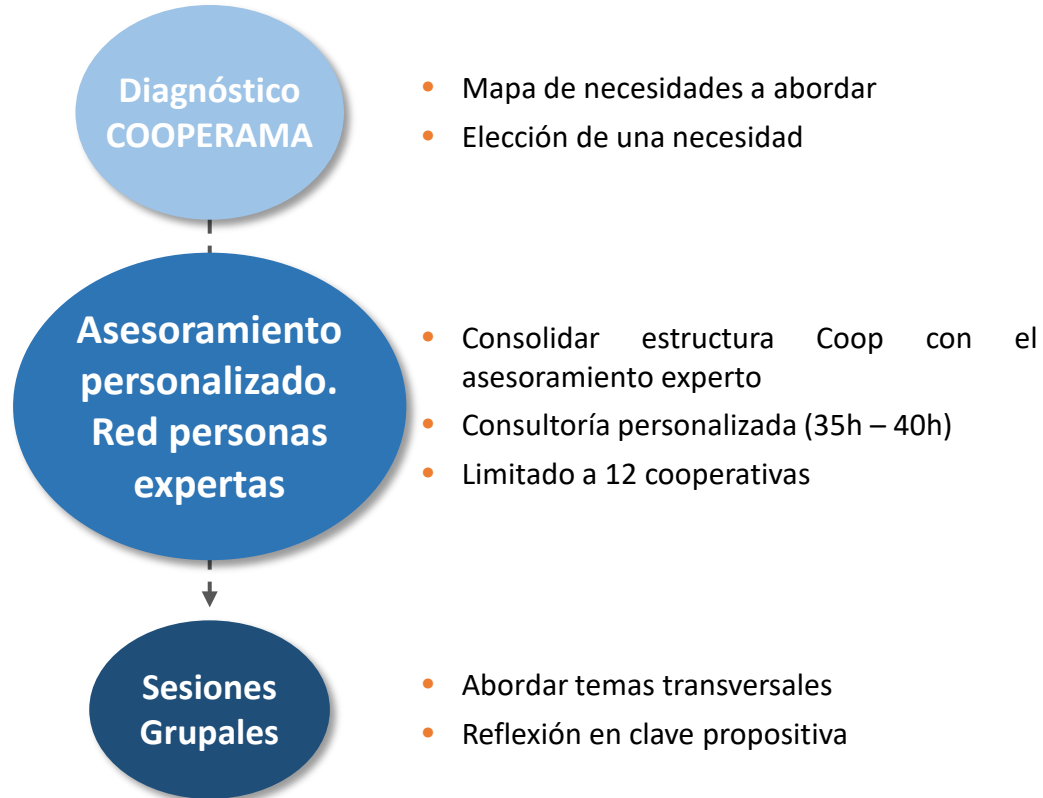 Diagnóstico
COOPERAMA
• Mapa de necesidades a abordar
• Elección de una necesidad
Asesoramiento
personalizado.
Red personas
expertas
• Consolidar estructura Coop con el
asesoramiento experto
• Consultoría personalizada (35h – 40h)
• Limitado a 12 cooperativas
Sesiones
Grupales
• Abordar temas transversales
• Reflexión en clave propositiva